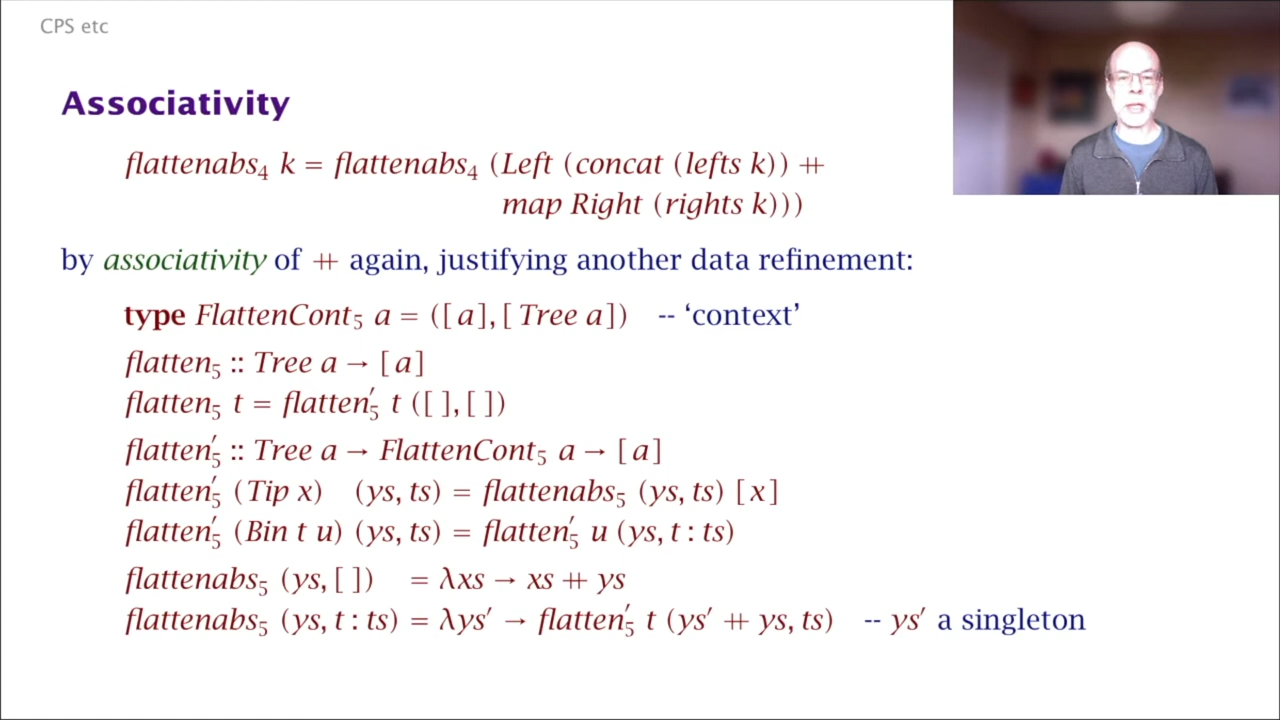 CPS etc
Associativity
flattenabs₄ k = flattenabs₄ (Left (concat (lefts k)) ⧺
map Right (rights k)))
by associativity of ⧺ again, justifying another data refinement:
type FlattenCont₅ a = ([a],[Tree a]) -- ‘context’
flatten₅ :: Tree a → [a]
flatten₅ t = flatten′₅ t ([ ],[ ])
flatten′₅ :: Tree a → FlattenCont₅ a → [a]
flatten′₅ (Tip x) (ys, ts) = flattenabs₅ (ys, ts) [x]
flatten′₅ (Bin t u) (ys, ts) = flatten′₅ u (ys, t : ts)
flattenabs₅ (ys, [ ]) = λxs → xs ⧺ ys
flattenabs₅ (ys, t : ts) = λys′ → flatten′₅ t (ys′ ⧺ ys, ts) -- ys′ a singleton